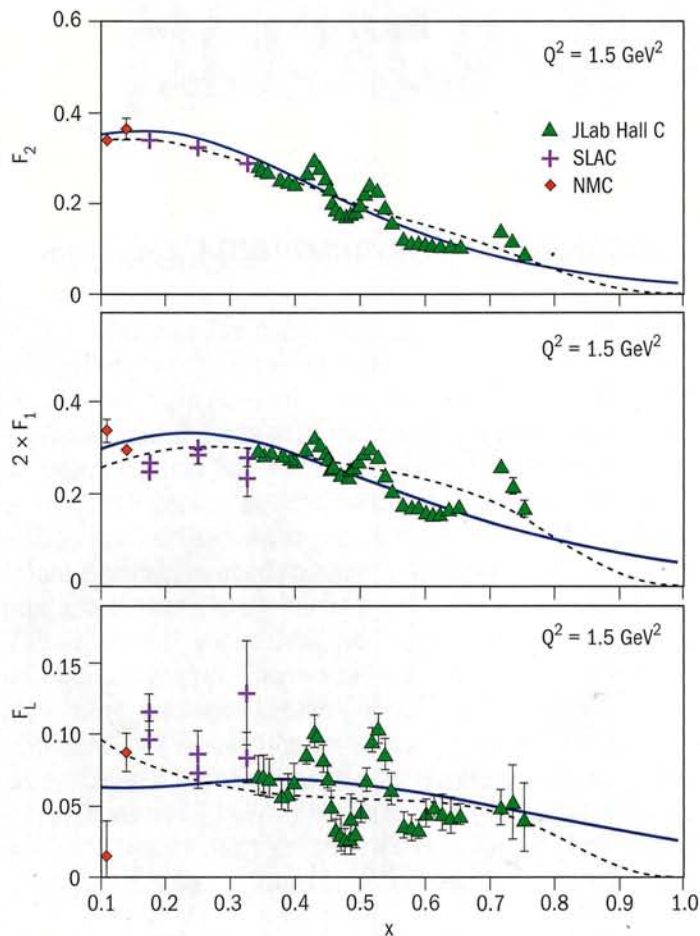 0.6
0.4
0.2
0
F₂
Q² = 1.5 GeV²
JLab Hall C
SLAC
NMC
0.4
0.2
0
2 × F₁
Q² = 1.5 GeV²
0.15
0.10
0.05
0
F_L
Q² = 1.5 GeV²
0.1 0.2 0.3 0.4 0.5 0.6 0.7 0.8 0.9 1.0
x